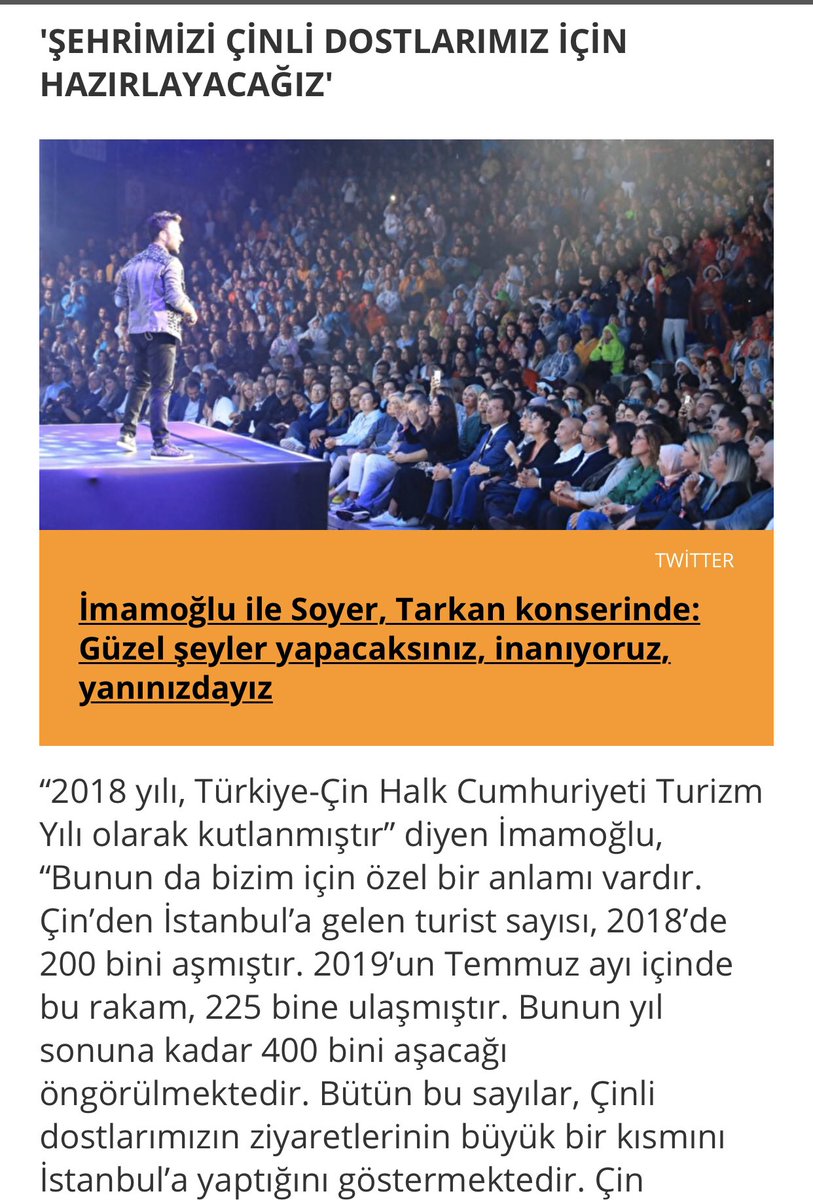 'ŞEHRİMİZİ ÇİNLİ DOSTLARIMIZ İÇİN
HAZIRLAYACAĞIZ'
TWİTTER
İmamoğlu ile Soyer, Tarkan konserinde:
Güzel şeyler yapacaksınız, inanıyoruz,
yanınızdayız
“2018 yılı, Türkiye-Çin Halk Cumhuriyeti Turizm
Yılı olarak kutlanmıştır” diyen İmamoğlu,
“Bunun da bizim için özel bir anlamı vardır.
Çin’den İstanbul’a gelen turist sayısı, 2018’de
200 bini aşmıştır. 2019’un Temmuz ayı içinde
bu rakam, 225 bine ulaşmıştır. Bunun yıl
sonuna kadar 400 bini aşacağı
öngörülmektedir. Bütün bu sayılar, Çinli
dostlarımızın ziyaretlerinin büyük bir kısmını
İstanbul’a yaptığını göstermektedir. Çin